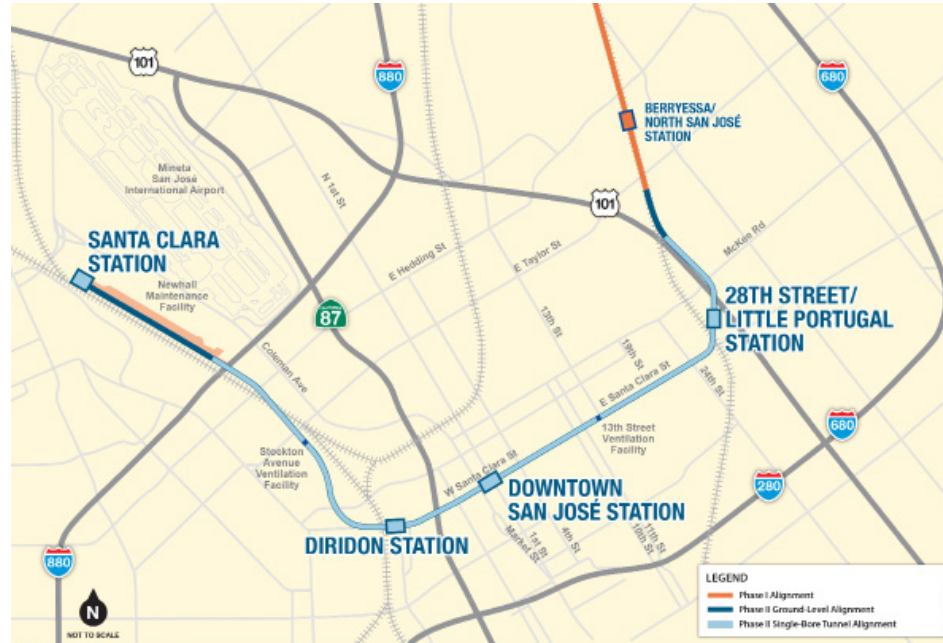 101
880
680
BERRYESSA/
NORTH SAN JOSÉ
STATION
Mineta
San José
International Airport
N 1st St
101
McKee Rd
E Taylor St
E Hedding St
SANTA CLARA
STATION
Newhall
Maintenance
Facility
CALIFORNIA
87
28TH STREET/
LITTLE PORTUGAL
STATION
13th St
19th St
24th St
Coleman Ave
E Santa Clara St
13th Street
Ventilation
Facility
680
Stockton
Avenue
Ventilation
Facility
W Santa Clara St
280
DOWNTOWN
SAN JOSÉ STATION
DIRIDON STATION
1st St
Market St
4th St
11th St
10th St
880
N
NOT TO SCALE
LEGEND
Phase I Alignment
Phase II Ground-Level Alignment
Phase II Single-Bore Tunnel Alignment